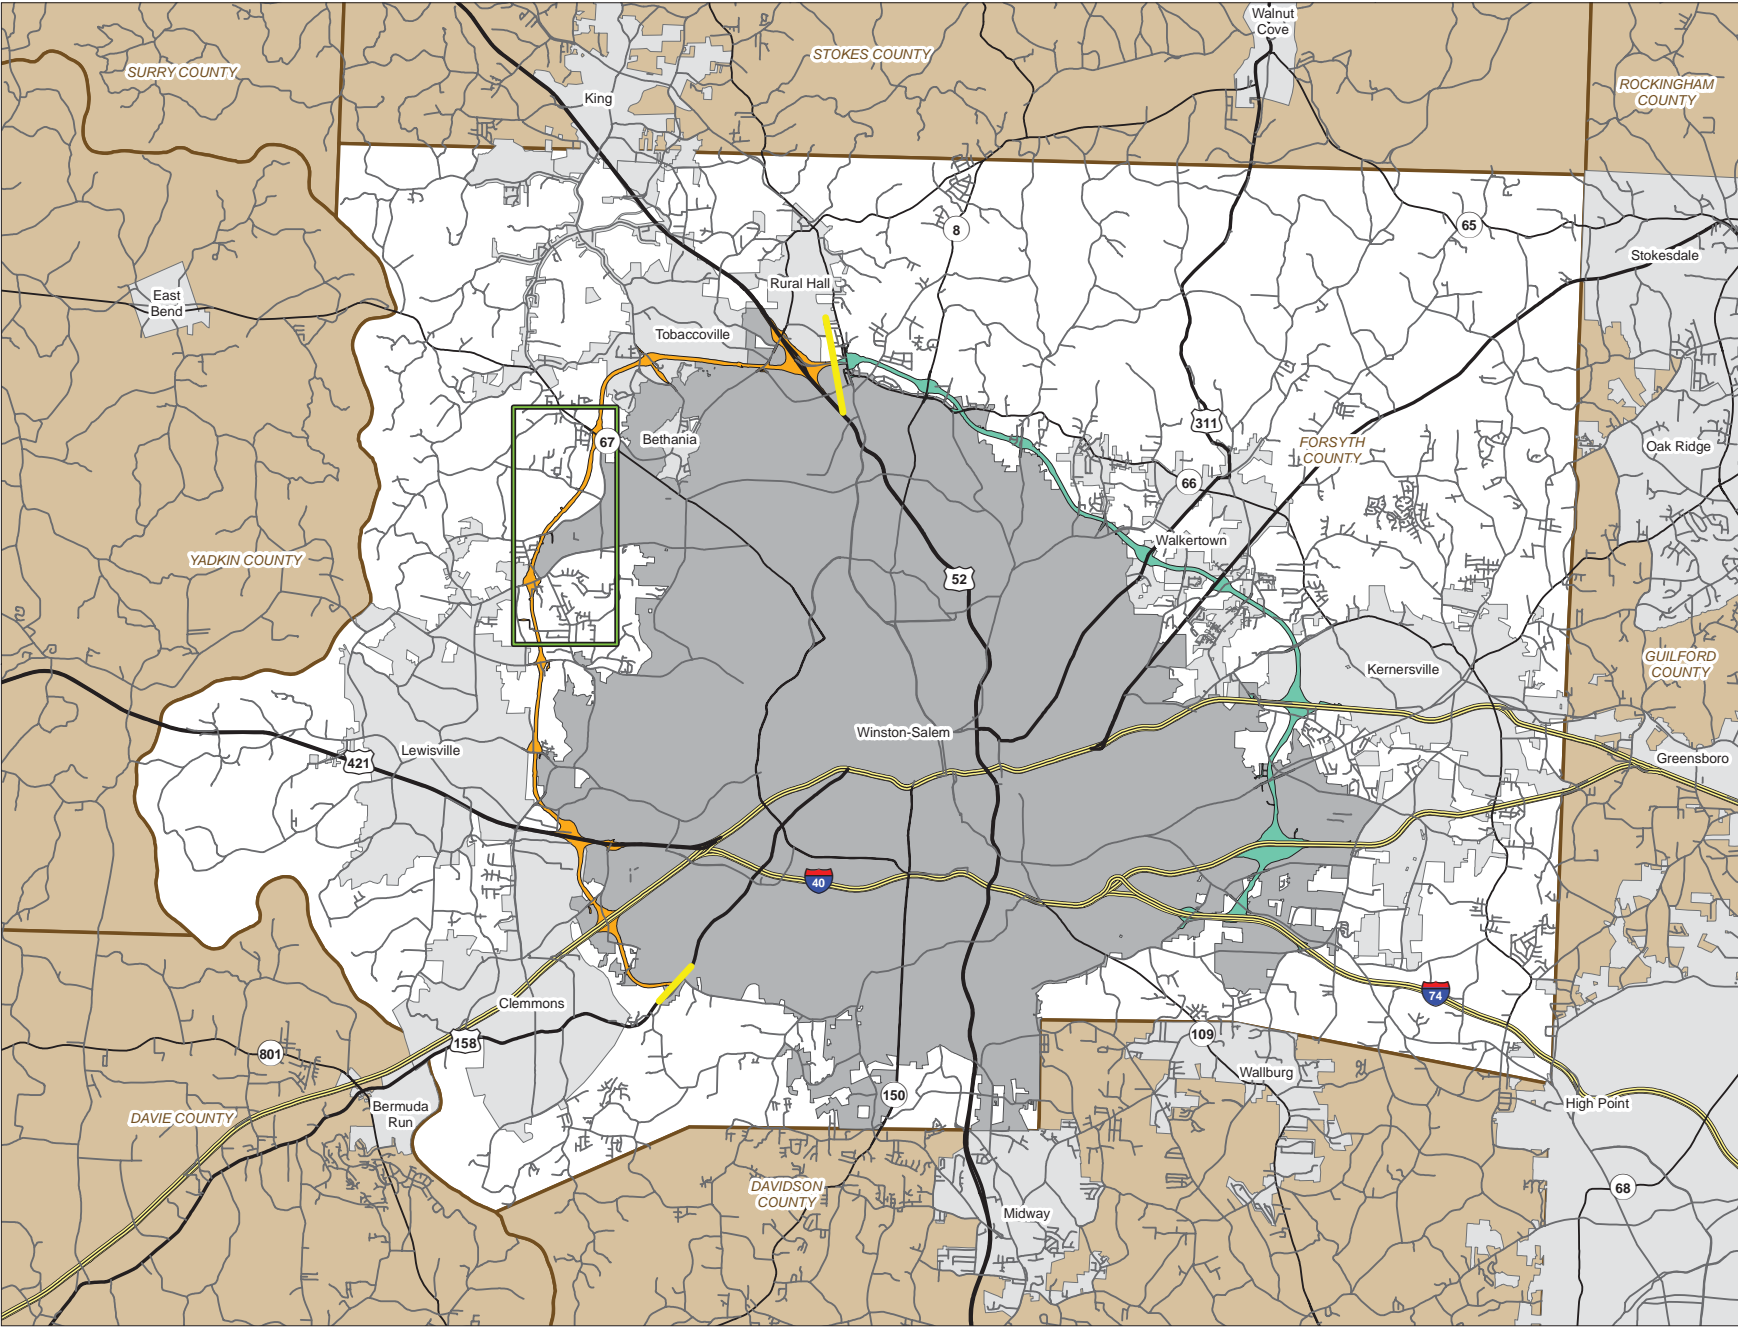 Walnut
Cove
STOKES COUNTY
SURRY COUNTY
ROCKINGHAM
COUNTY
King
8
65
Stokesdale
East
Bend
Rural Hall
Tobaccoville
311
67
Bethania
FORSYTH
COUNTY
Oak Ridge
66
Walkertown
YADKIN COUNTY
52
Kernersville
GUILFORD
COUNTY
Winston-Salem
Lewisville
421
Greensboro
40
74
Clemmons
158
109
801
Wallburg
150
High Point
Bermuda
Run
DAVIE COUNTY
DAVIDSON
COUNTY
68
Midway